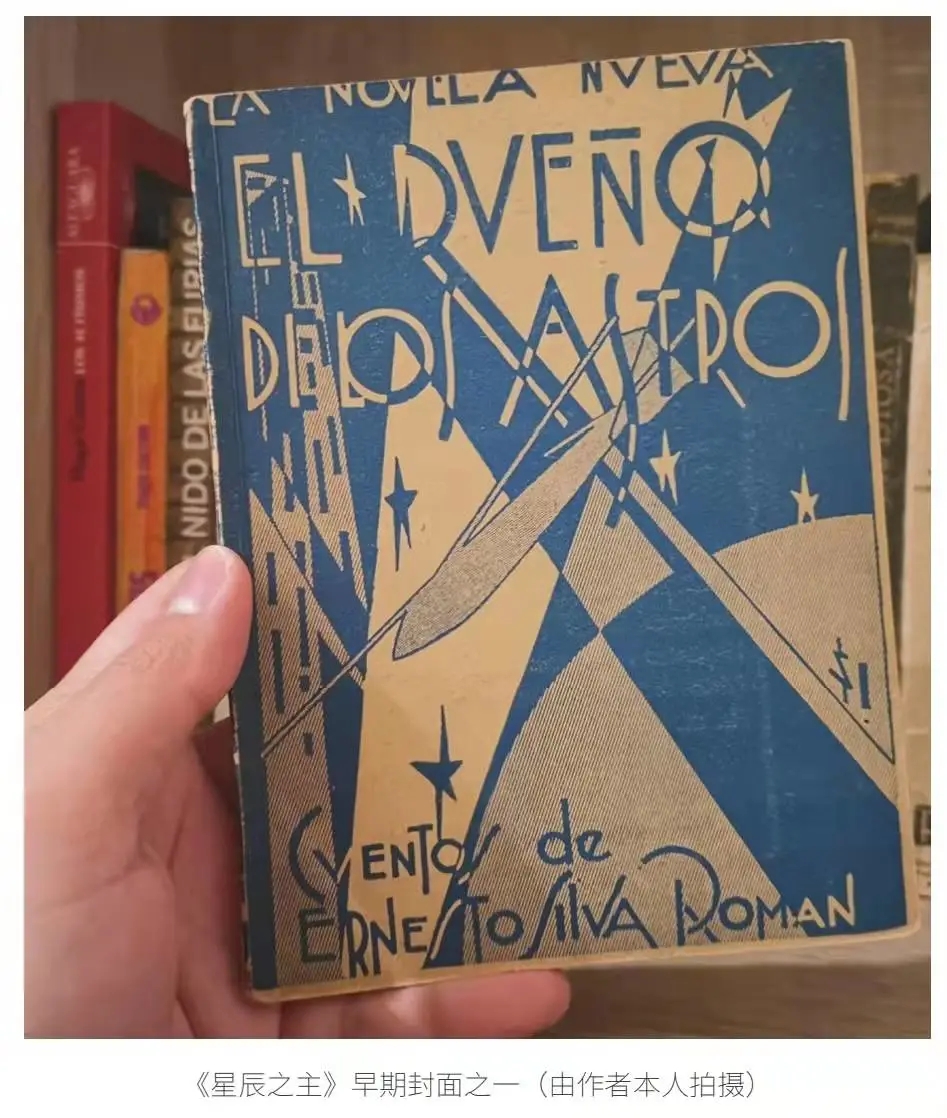 LA NOVELA NUEVA
EL DUEÑO
DE LOS ASTROS
Cuentos de
ERNESTO SILVA ROMAN
NIDO DE LAS FURIAS
DIOSA
《星辰之主》早期封面之一（由作者本人拍摄）